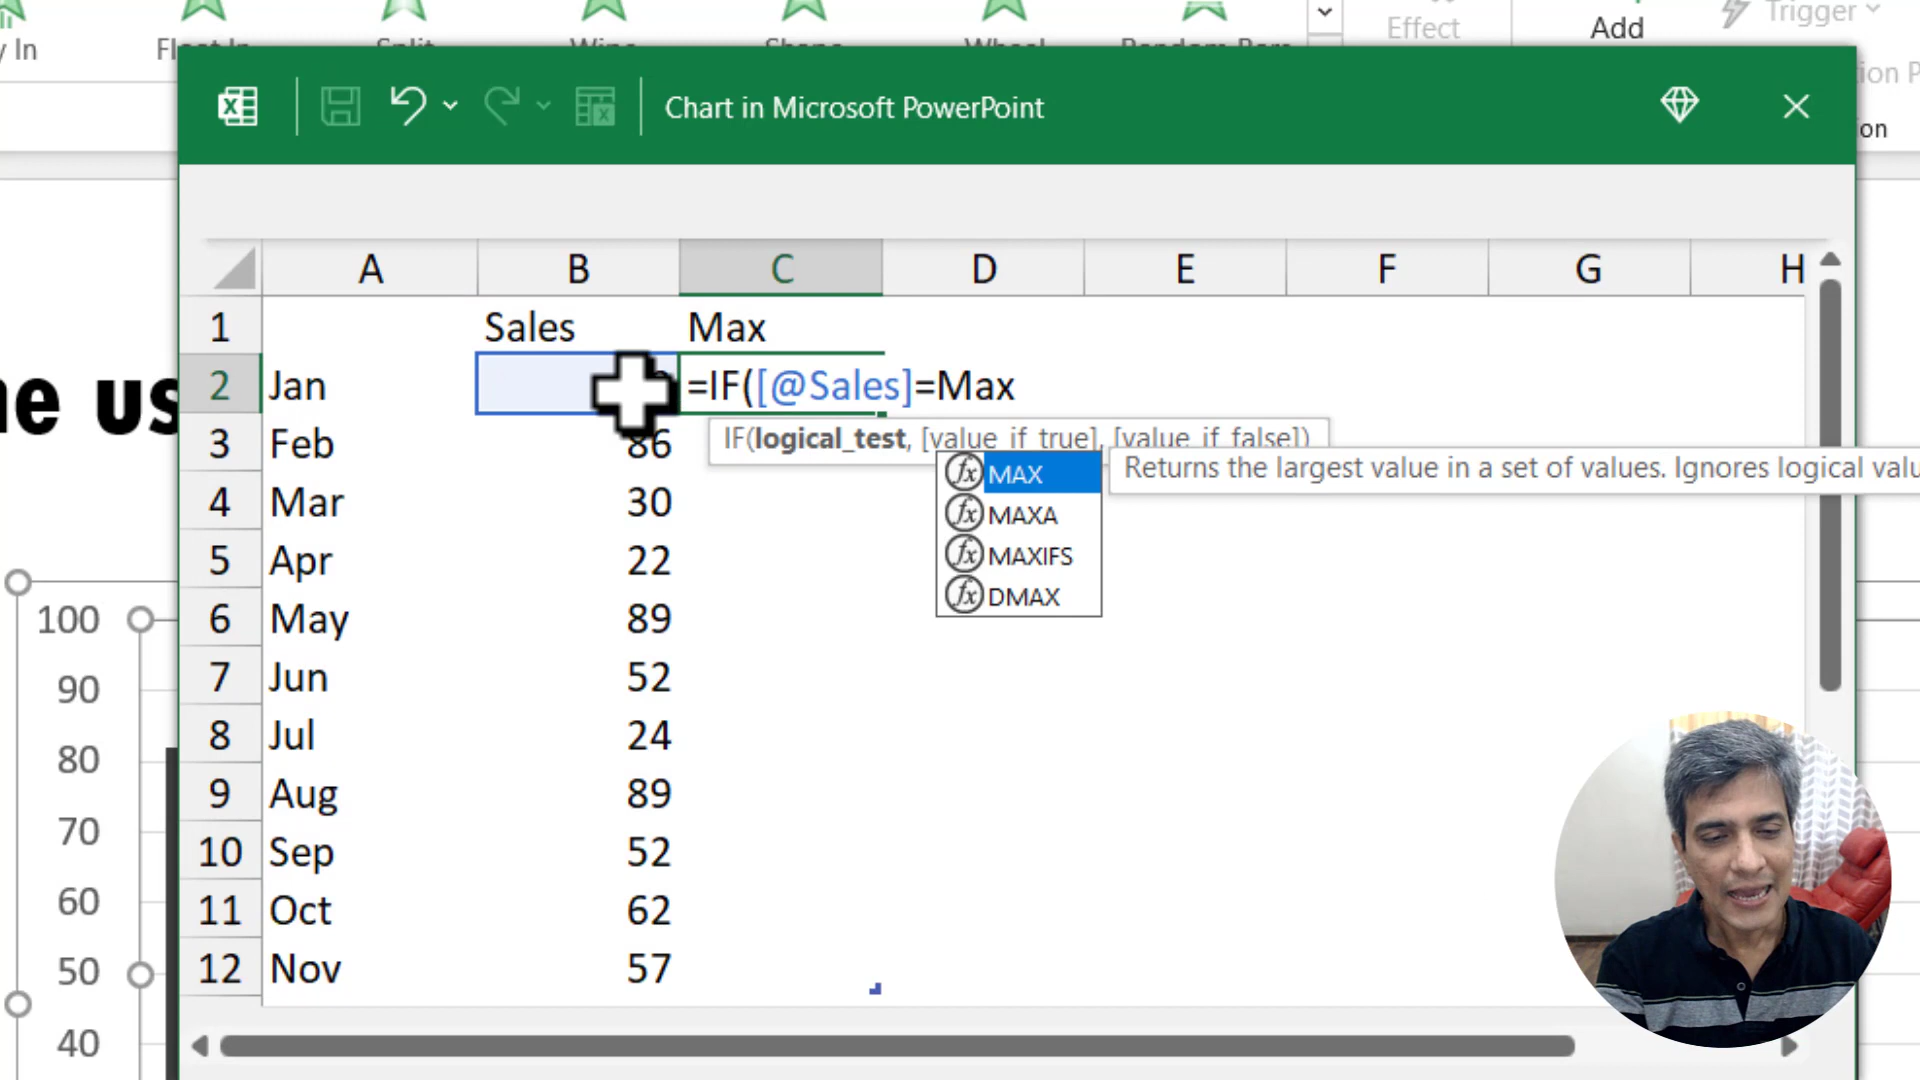 Effect
Add
Trigger
Chart in Microsoft PowerPoint
A B C D E F G H
1 Sales Max
2 Jan =IF([@Sales]=Max
IF(logical_test, [value_if_true], [value_if_false])
3 Feb 86
MAX Returns the largest value in a set of values. Ignores logical
4 Mar 30
MAXA
5 Apr 22
MAXIFS
DMAX
6 May 89
7 Jun 52
8 Jul 24
9 Aug 89
10 Sep 52
11 Oct 62
12 Nov 57
100
90
80
70
60
50
40